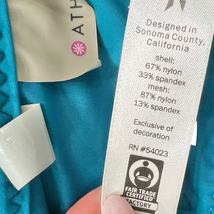 ATH
Designed in
Sonoma County,
California
shell:
67% nylon
33% spandex
mesh:
87% nylon
13% spandex
Exclusive of
decoration
RN #54023
FAIR TRADE
CERTIFIED
FACTORY